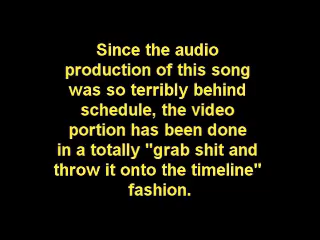 Since the audio
production of this song
was so terribly behind
schedule, the video
portion has been done
in a totally "grab shit and
throw it onto the timeline"
fashion.